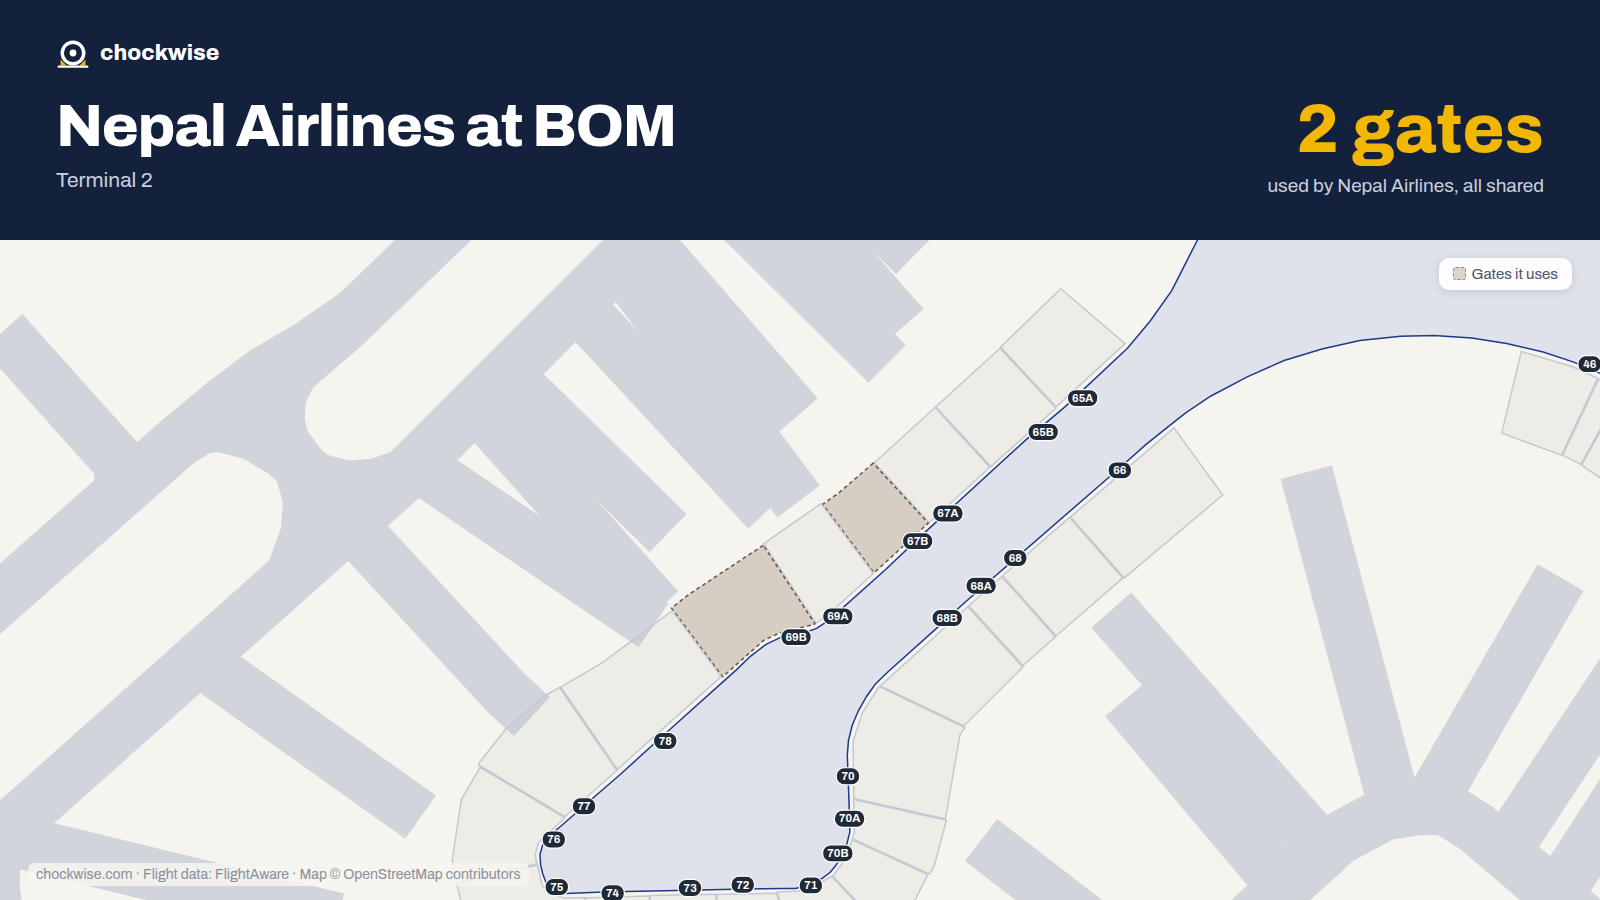 chockwise
Nepal Airlines at BOM
Terminal 2
2 gates
used by Nepal Airlines, all shared
Gates it uses
46
65A
65B
66
67A
67B
68
68A
68B
69A
69B
78
70
77
70A
76
70B
75
74
73
72
71
chockwise.com · Flight data: FlightAware · Map © OpenStreetMap contributors